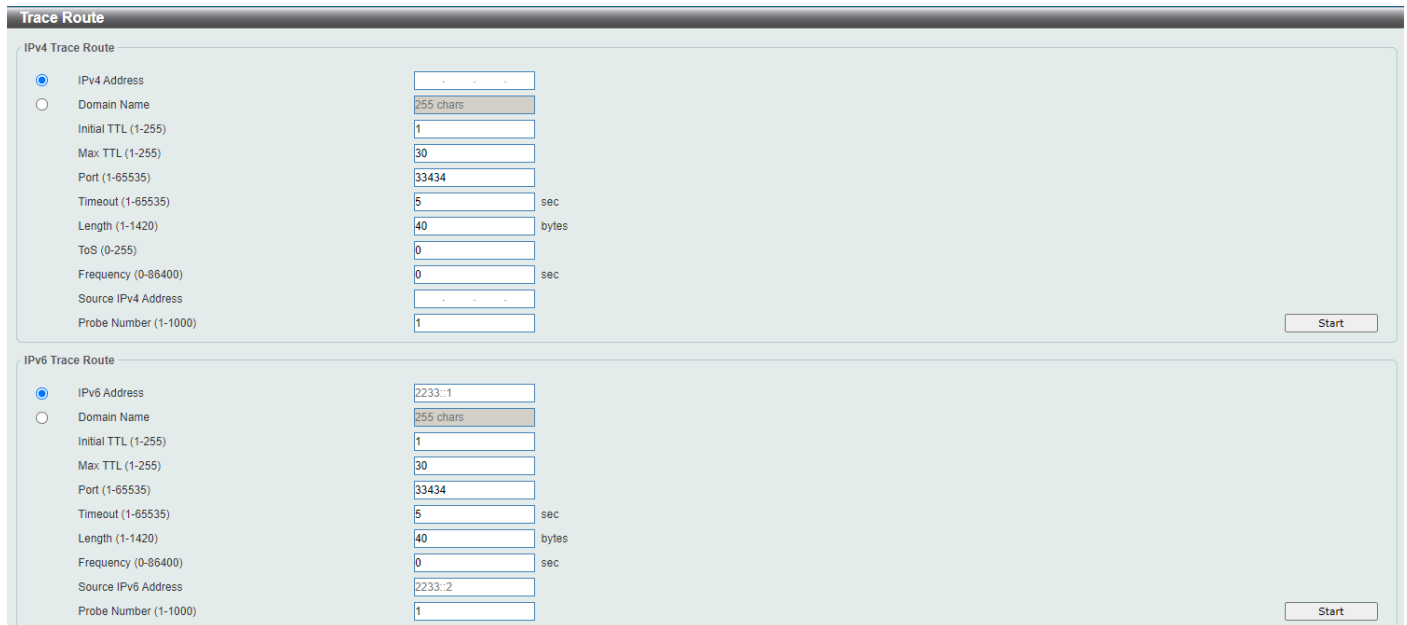 Trace Route
IPv4 Trace Route
IPv4 Address . . .
Domain Name 255 chars
Initial TTL (1-255) 1
Max TTL (1-255) 30
Port (1-65535) 33434
Timeout (1-65535) 5 sec
Length (1-1420) 40 bytes
ToS (0-255) 0
Frequency (0-86400) 0 sec
Source IPv4 Address . . .
Probe Number (1-1000) 1 Start
IPv6 Trace Route
IPv6 Address 2233::1
Domain Name 255 chars
Initial TTL (1-255) 1
Max TTL (1-255) 30
Port (1-65535) 33434
Timeout (1-65535) 5 sec
Length (1-1420) 40 bytes
Frequency (0-86400) 0 sec
Source IPv6 Address 2233::2
Probe Number (1-1000) 1 Start